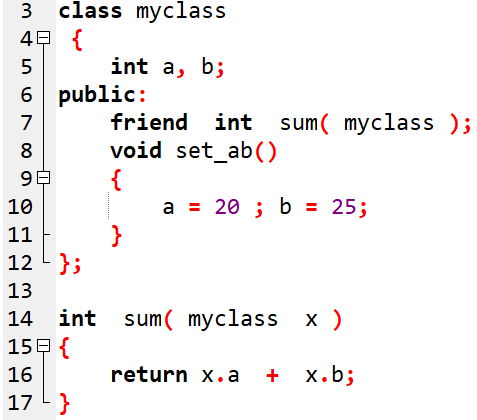 3 class myclass
4 {
5 int a, b;
6 public:
7 friend int sum( myclass );
8 void set_ab()
9 {
10 a = 20 ; b = 25;
11 }
12 };
13
14 int sum( myclass x )
15 {
16 return x.a + x.b;
17 }